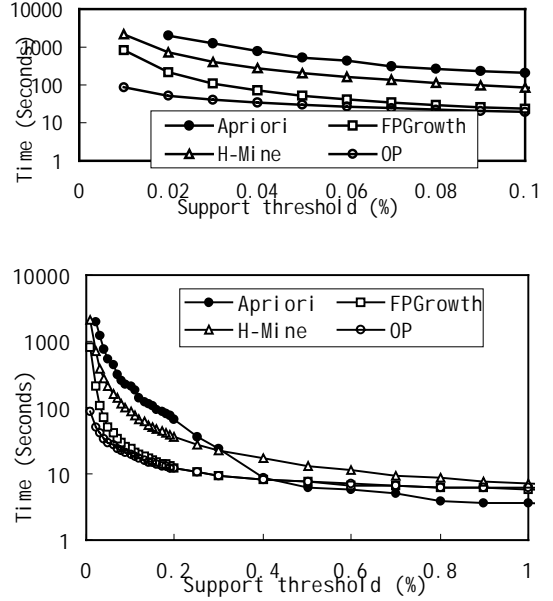 10000
1000
100
10
1
Time (Seconds)
Apriori
FPGrowth
H-Mine
OP
0
0.02
0.04
0.06
0.08
0.1
Support threshold (%)
10000
1000
100
10
1
Time (Seconds)
Apriori
FPGrowth
H-Mine
OP
0
0.2
0.4
0.6
0.8
1
Support threshold (%)